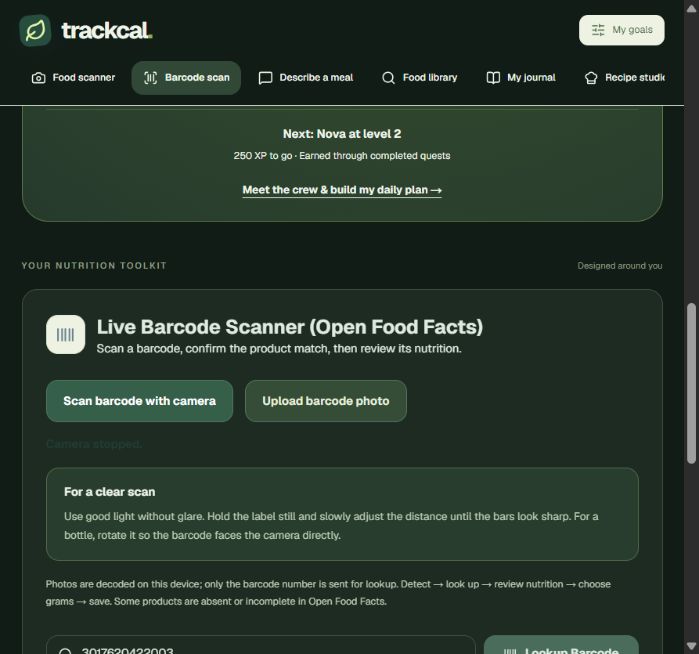 trackcal.
My goals
Food scanner
Barcode scan
Describe a meal
Food library
My journal
Recipe studio
Next: Nova at level 2
250 XP to go · Earned through completed quests
Meet the crew & build my daily plan →
YOUR NUTRITION TOOLKIT
Designed around you
Live Barcode Scanner (Open Food Facts)
Scan a barcode, confirm the product match, then review its nutrition.
Scan barcode with camera
Upload barcode photo
Camera stopped.
For a clear scan
Use good light without glare. Hold the label still and slowly adjust the distance until the bars look sharp. For a
bottle, rotate it so the barcode faces the camera directly.
Photos are decoded on this device; only the barcode number is sent for lookup. Detect → look up → review nutrition → choose
grams → save. Some products are absent or incomplete in Open Food Facts.
3017620422003
Lookup Barcode